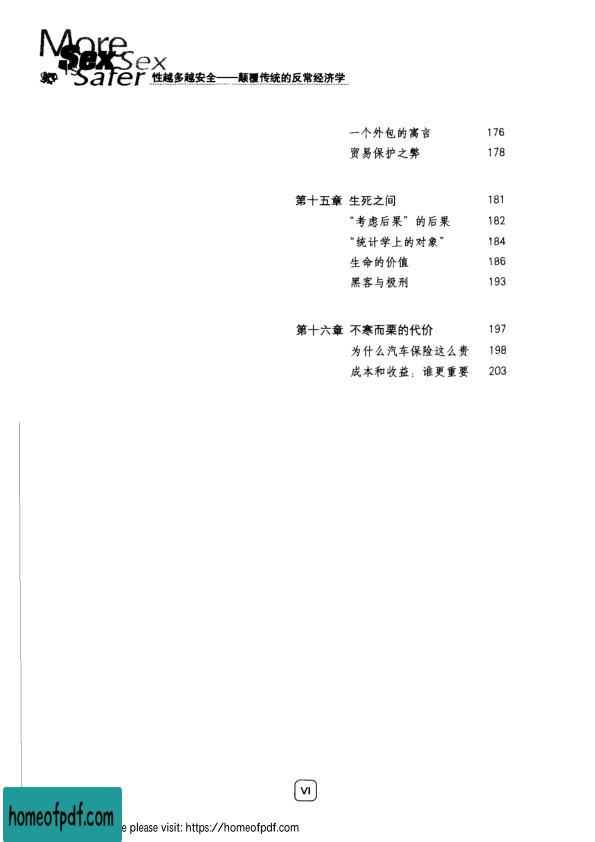 More
Sex Sex
is Safer 性越多越安全——颠覆传统的反常经济学
一个外包的寓言 176
贸易保护之弊 178
第十五章 生死之间 181
“考虑后果”的后果 182
“统计学上的对象” 184
生命的价值 186
黑客与极刑 193
第十六章 不寒而栗的代价 197
为什么汽车保险这么贵 198
成本和收益：谁更重要 203
VI
homeofpdf.com
e please visit: https://homeofpdf.com